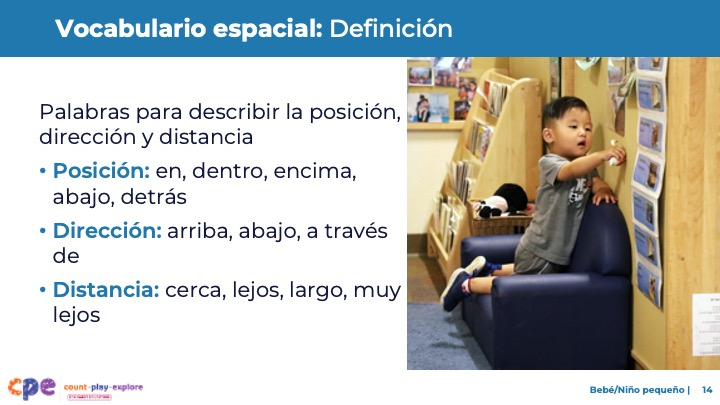 Vocabulario espacial: Definición
Palabras para describir la posición,
dirección y distancia
• Posición: en, dentro, encima,
abajo, detrás
• Dirección: arriba, abajo, a través
de
• Distancia: cerca, lejos, largo, muy
lejos
cpe count-play-explore
Bebé/Niño pequeño | 14